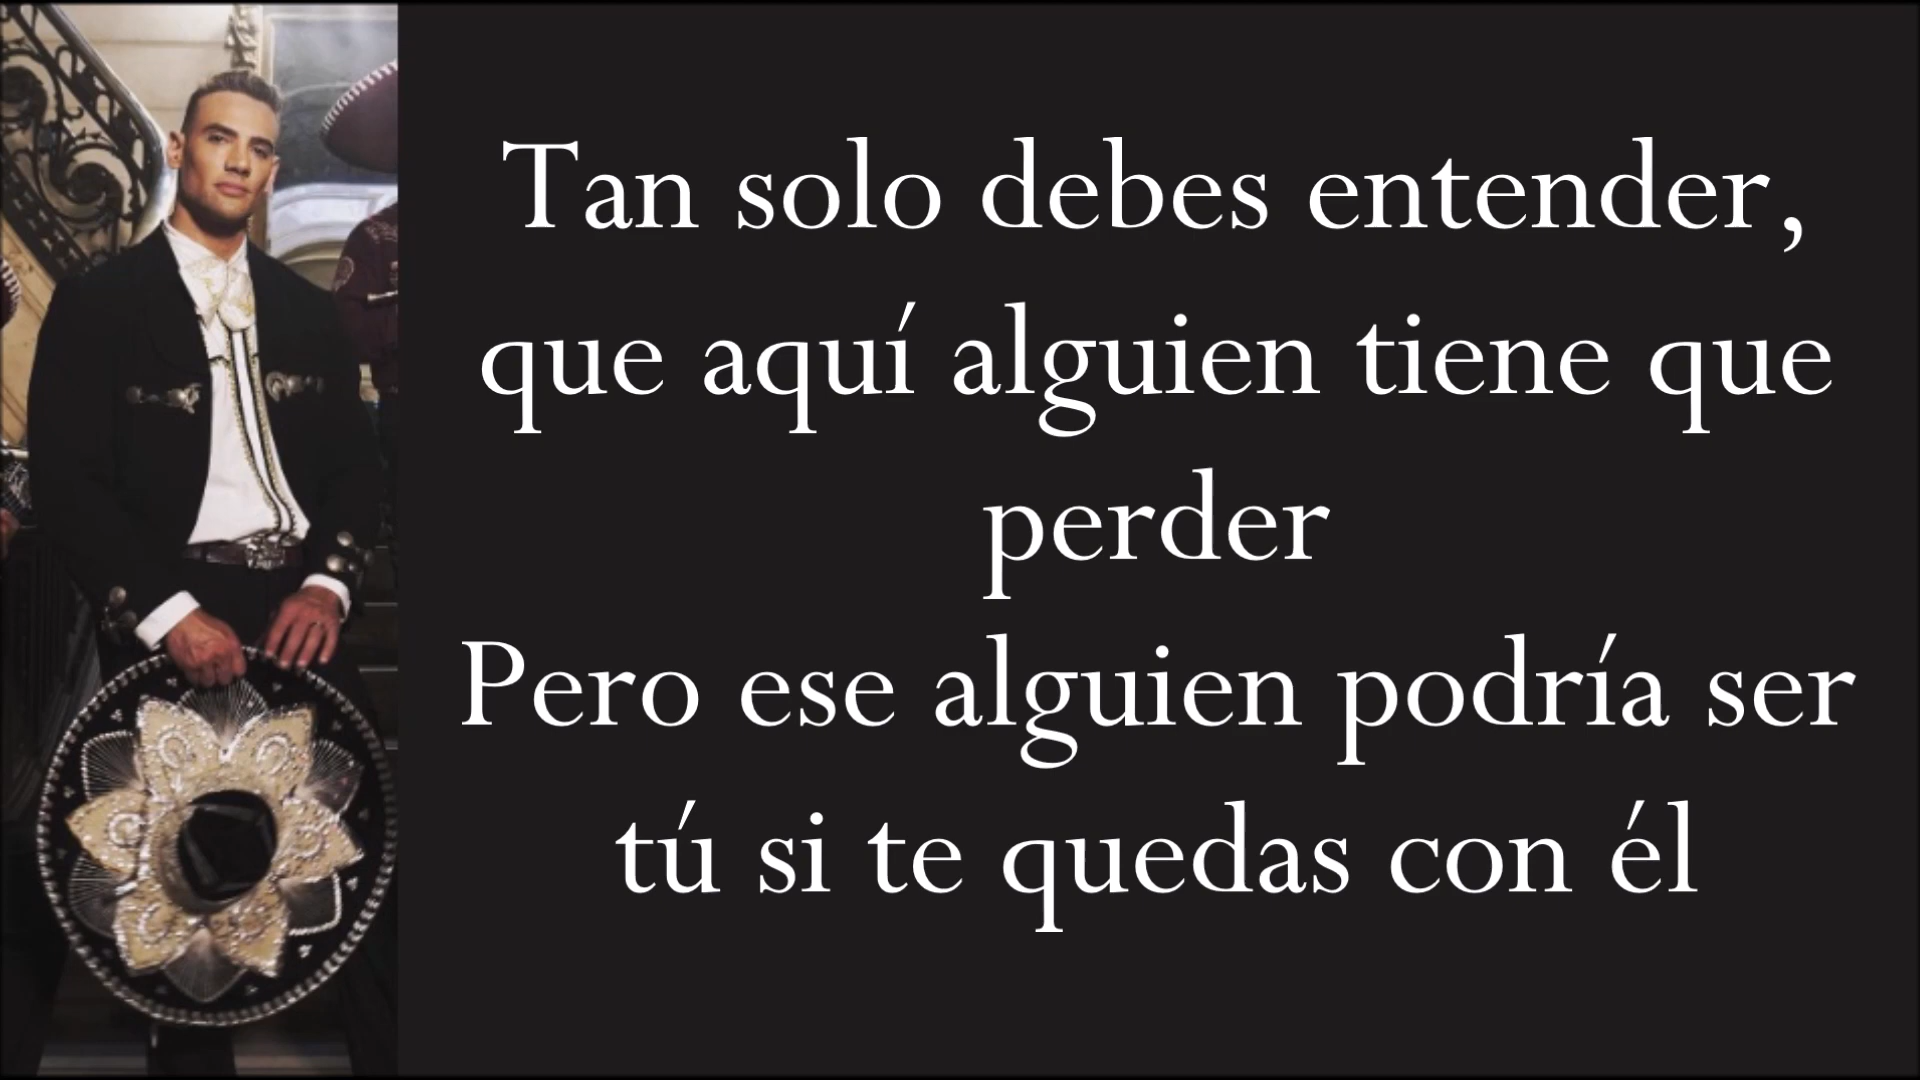 Tan solo debes entender,
que aquí alguien tiene que
perder
Pero ese alguien podría ser
tú si te quedas con él